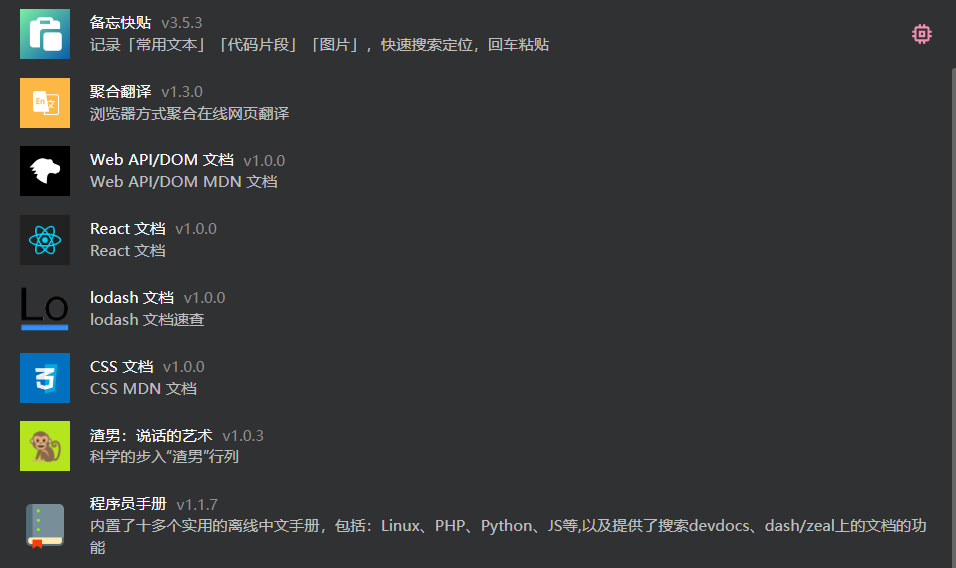 备忘快贴 v3.5.3
记录「常用文本」「代码片段」「图片」，快速搜索定位，回车粘贴
En 文
聚合翻译 v1.3.0
浏览器方式聚合在线网页翻译
Web API/DOM 文档 v1.0.0
Web API/DOM MDN 文档
React 文档 v1.0.0
React 文档
Lo
lodash 文档 v1.0.0
lodash 文档速查
3
CSS 文档 v1.0.0
CSS MDN 文档
渣男：说话的艺术 v1.0.3
科学的步入“渣男”行列
程序员手册 v1.1.7
内置了十多个实用的离线中文手册，包括：Linux、PHP、Python、JS等,以及提供了搜索devdocs、dash/zeal上的文档的功
能